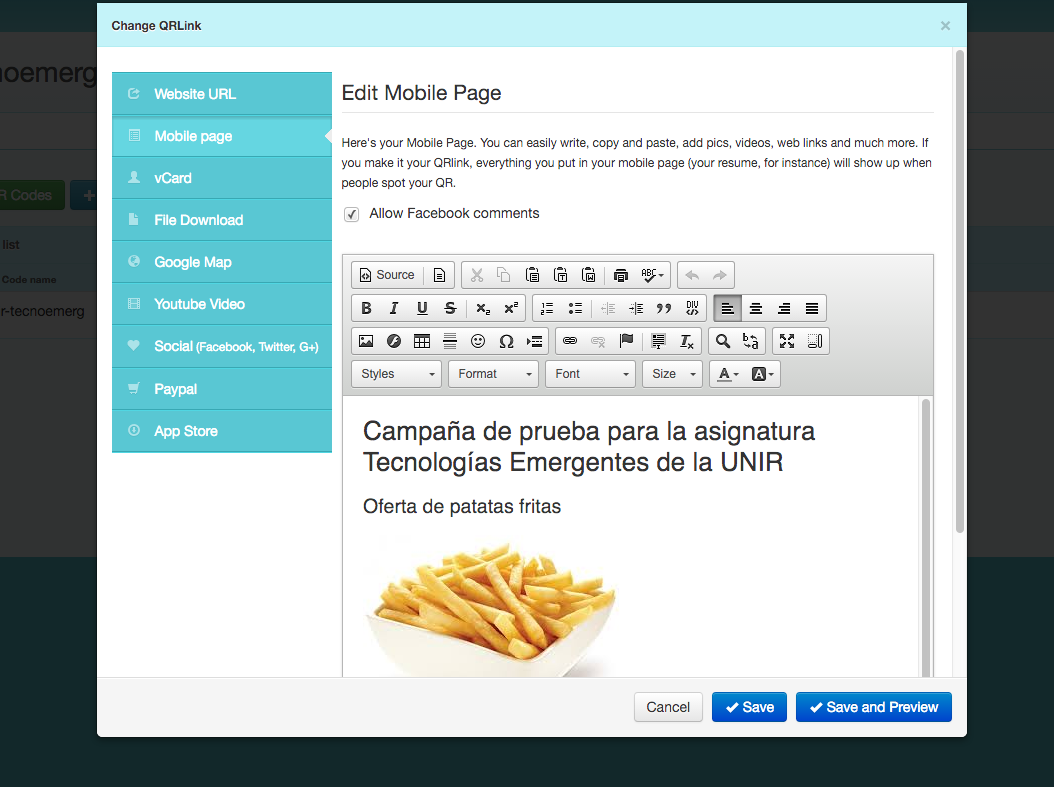 Change QRLink
×
noemerg
R Codes
list
Code name
r-tecnoemerg
Website URL
Mobile page
vCard
File Download
Google Map
Youtube Video
Social (Facebook, Twitter, G+)
Paypal
App Store
Edit Mobile Page
Here's your Mobile Page. You can easily write, copy and paste, add pics, videos, web links and much more. If
you make it your QRlink, everything you put in your mobile page (your resume, for instance) will show up when
people spot your QR.
Allow Facebook comments
Source
ABC
B I U S x₂ x²
DIV
Ω
Styles Format Font Size A A
Campaña de prueba para la asignatura
Tecnologías Emergentes de la UNIR
Oferta de patatas fritas
Cancel Save Save and Preview